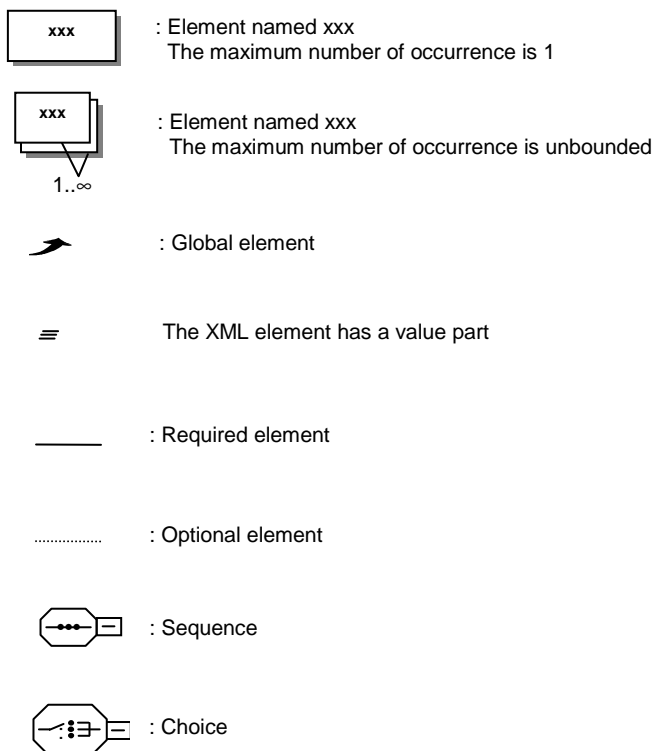 xxx
: Element named xxx
The maximum number of occurrence is 1
xxx
: Element named xxx
The maximum number of occurrence is unbounded
1..∞
: Global element
The XML element has a value part
: Required element
: Optional element
: Sequence
: Choice